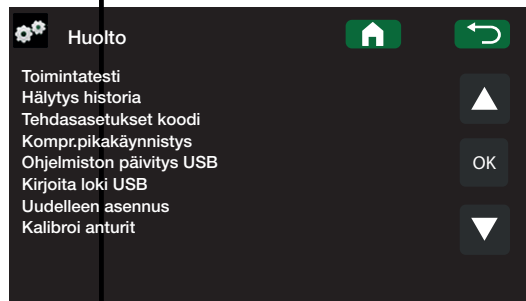 Huolto
Toimintatesti
Hälytys historia
Tehdasasetukset koodi
Kompr.pikakäynnistys
Ohjelmiston päivitys USB
OK
Kirjoita loki USB
Uudelleen asennus
Kalibroi anturit